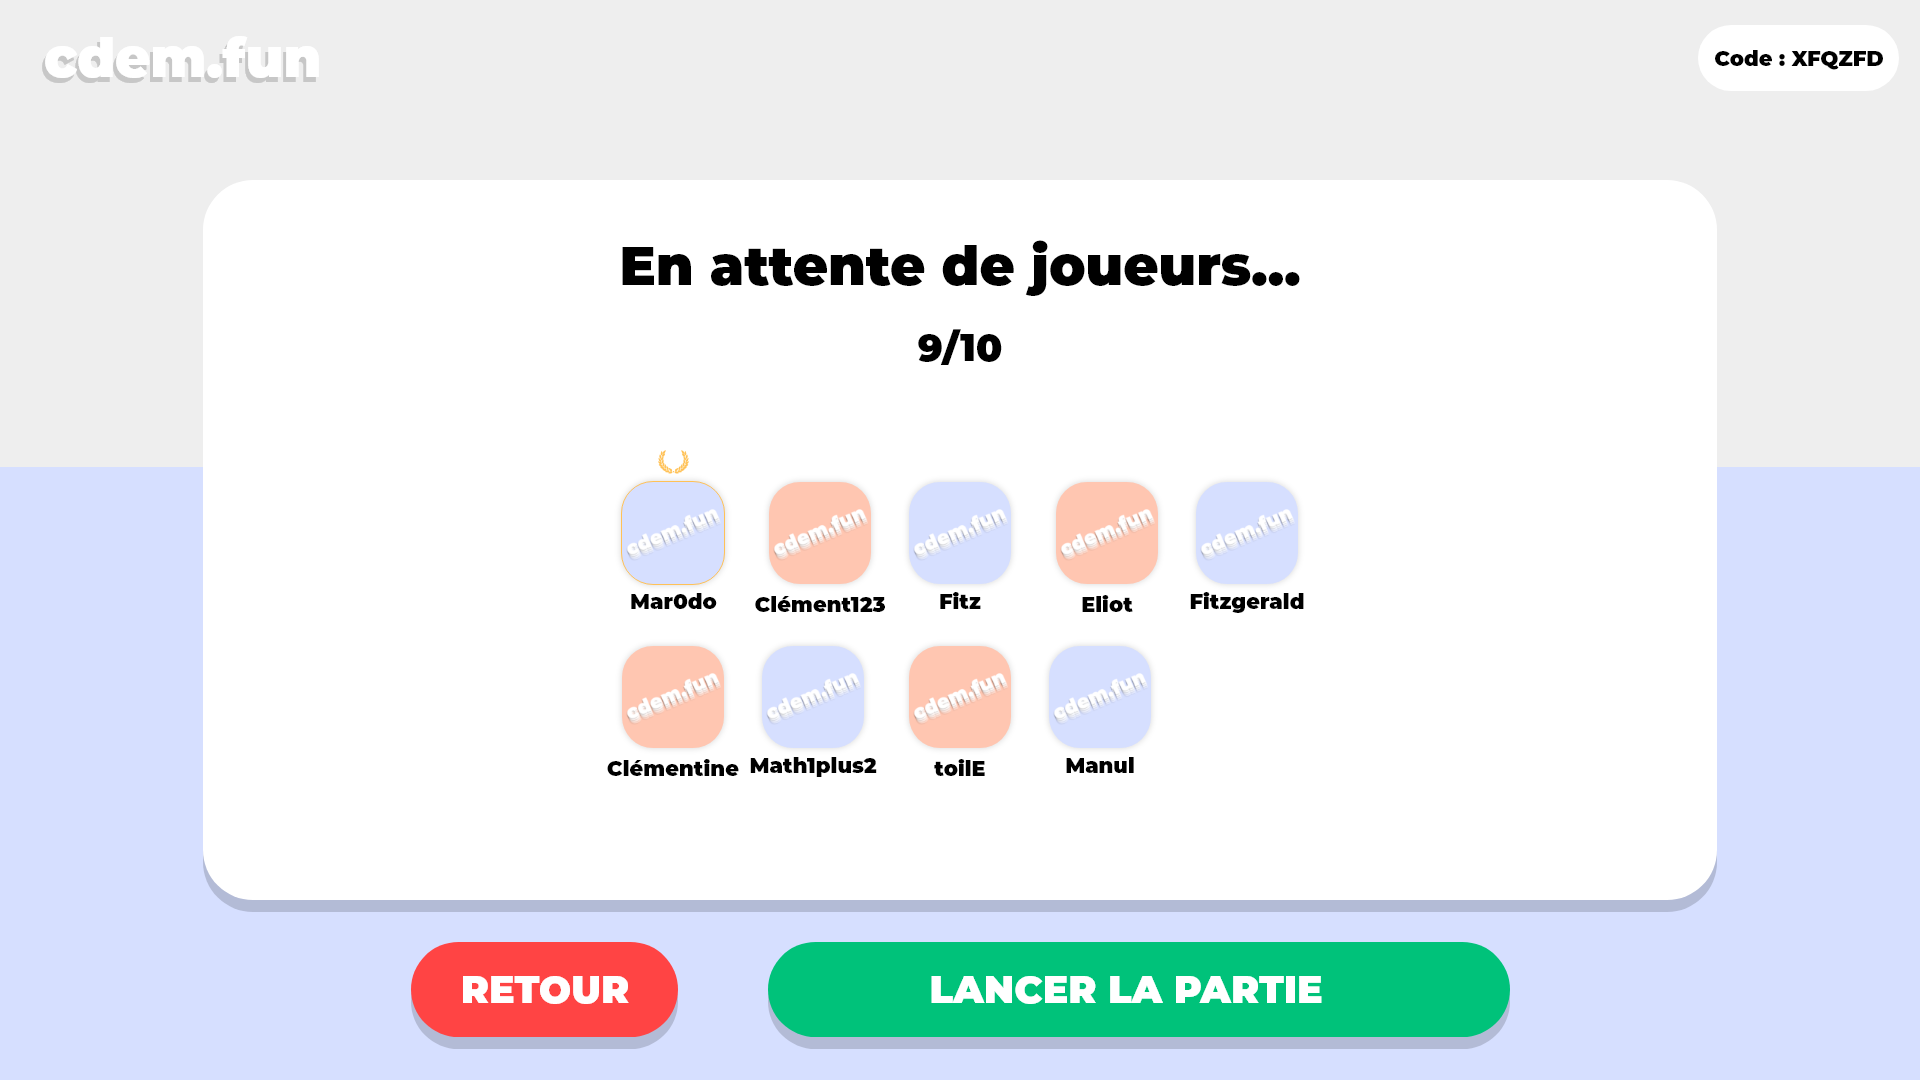 cdem.fun
Code : XFQZFD
En attente de joueurs...
9/10
cdem.fun cdem.fun cdem.fun cdem.fun cdem.fun
Mar0do Clément123 Fitz Eliot Fitzgerald
cdem.fun cdem.fun cdem.fun cdem.fun
Clémentine Math1plus2 toilE Manul
RETOUR LANCER LA PARTIE